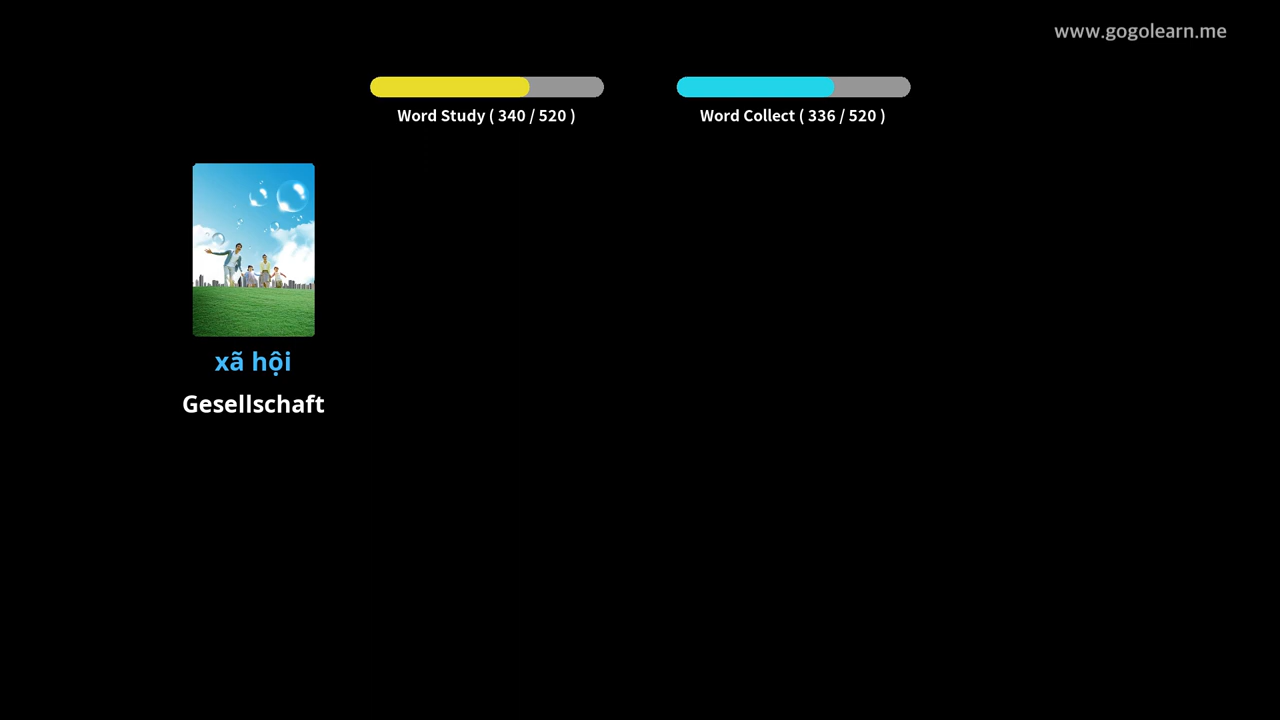 www.gogolearn.me
Word Study ( 340 / 520 )
Word Collect ( 336 / 520 )
xã hội
Gesellschaft